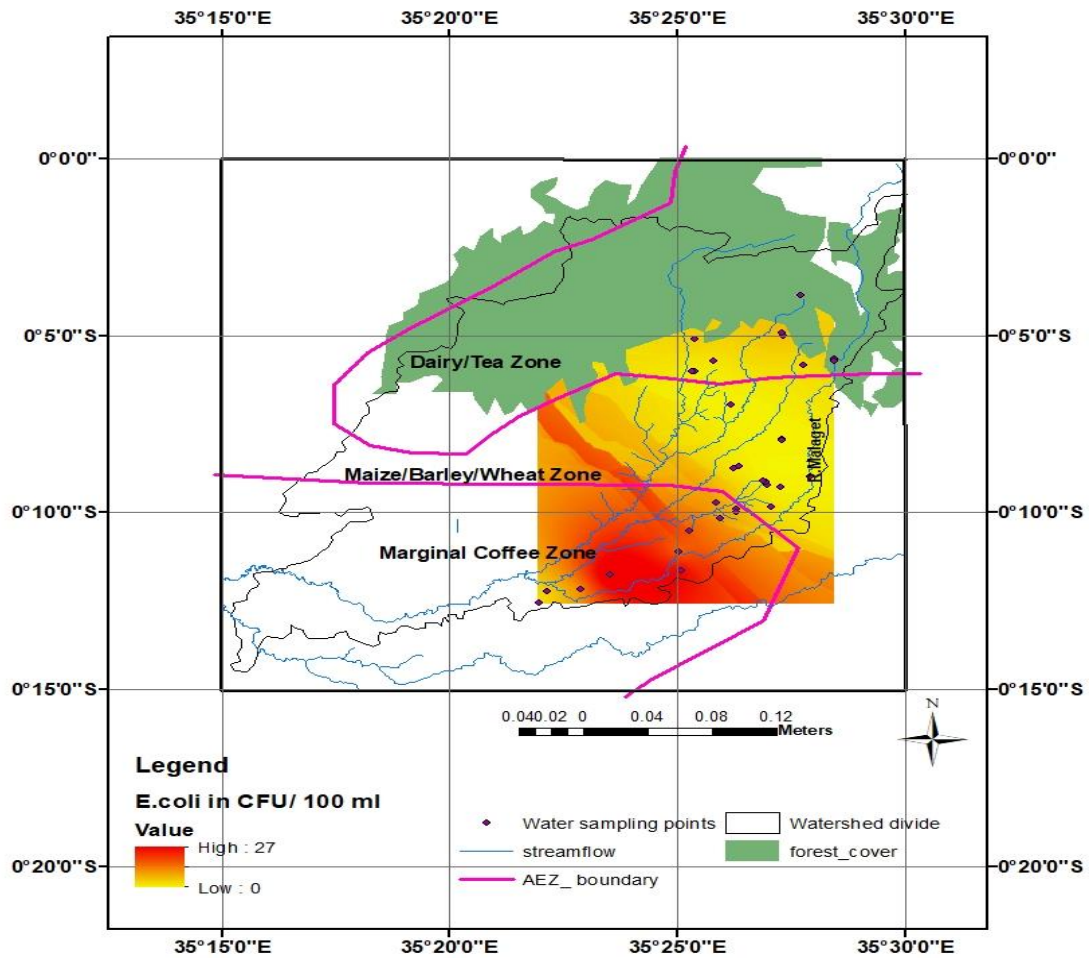 35°15'0"E 35°20'0"E 35°25'0"E 35°30'0"E
0°0'0" 0°0'0"
0°5'0"S 0°5'0"S
Dairy/Tea Zone
R.Malaget
Maize/Barley/Wheat Zone
0°10'0"S 0°10'0"S
Marginal Coffee Zone
0°15'0"S 0°15'0"S
N
0.040.02 0 0.04 0.08 0.12
Meters
Legend
E.coli in CFU/ 100 ml
Value
High : 27
Low : 0
Water sampling points
Watershed divide
streamflow
forest_cover
AEZ_ boundary
0°20'0"S 0°20'0"S
35°15'0"E 35°20'0"E 35°25'0"E 35°30'0"E